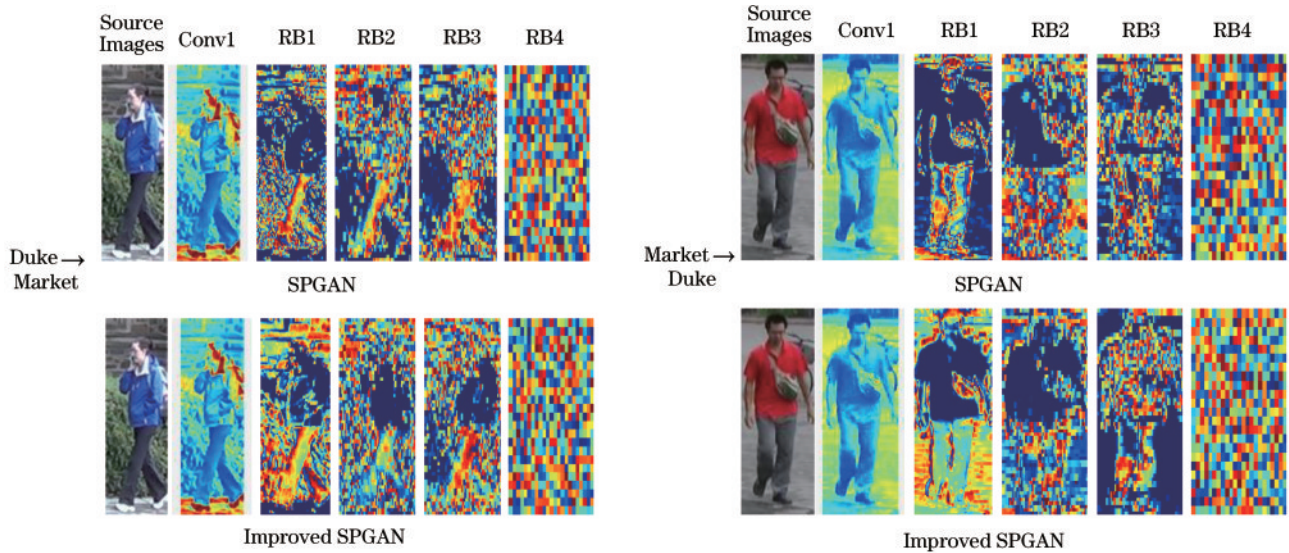 Source
Images
Conv1
RB1
RB2
RB3
RB4
Duke →
Market
SPGAN
Improved SPGAN
Source
Images
Conv1
RB1
RB2
RB3
RB4
Market →
Duke
SPGAN
Improved SPGAN